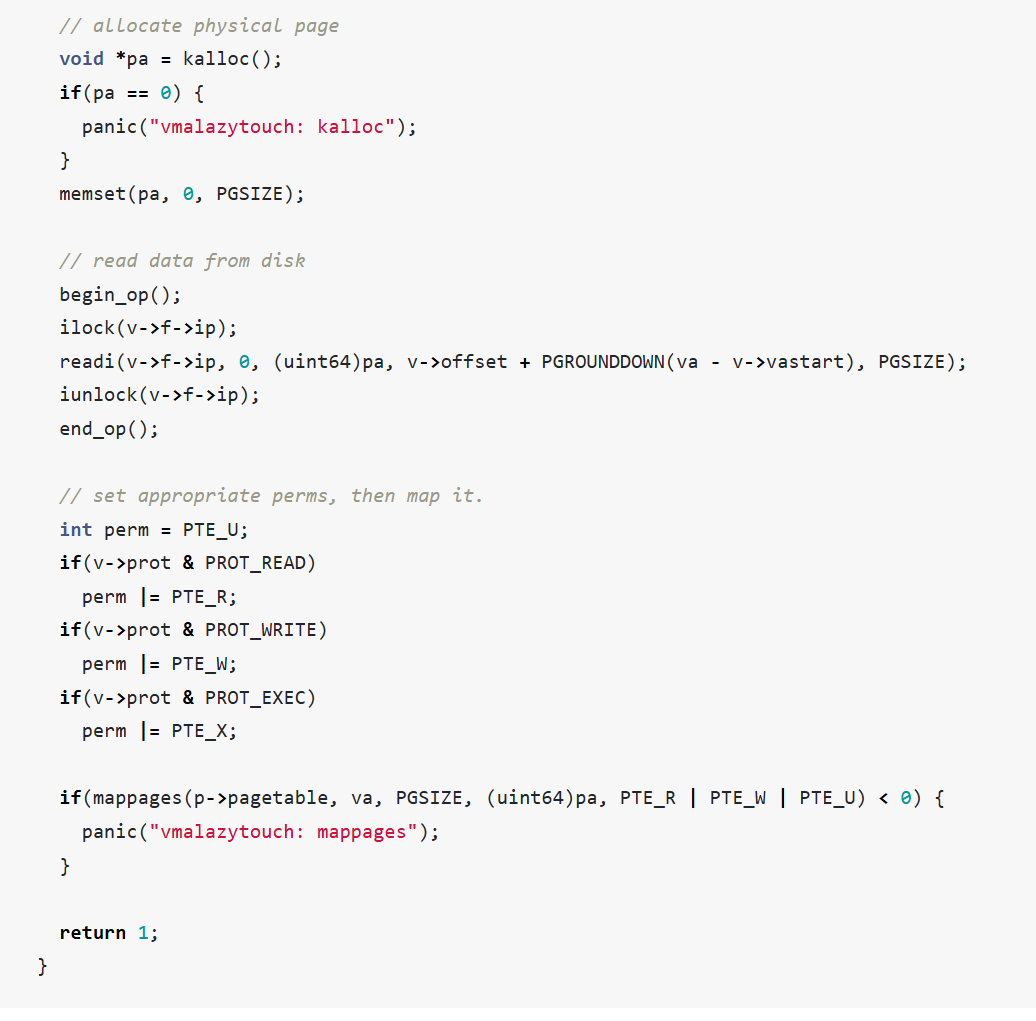 // allocate physical page
void *pa = kalloc();
if(pa == 0) {
panic("vmalazytouch: kalloc");
}
memset(pa, 0, PGSIZE);
// read data from disk
begin_op();
ilock(v->f->ip);
readi(v->f->ip, 0, (uint64)pa, v->offset + PGROUNDDOWN(va - v->vastart), PGSIZE);
iunlock(v->f->ip);
end_op();
// set appropriate perms, then map it.
int perm = PTE_U;
if(v->prot & PROT_READ)
perm |= PTE_R;
if(v->prot & PROT_WRITE)
perm |= PTE_W;
if(v->prot & PROT_EXEC)
perm |= PTE_X;
if(mappages(p->pagetable, va, PGSIZE, (uint64)pa, PTE_R | PTE_W | PTE_U) < 0) {
panic("vmalazytouch: mappages");
}
return 1;
}